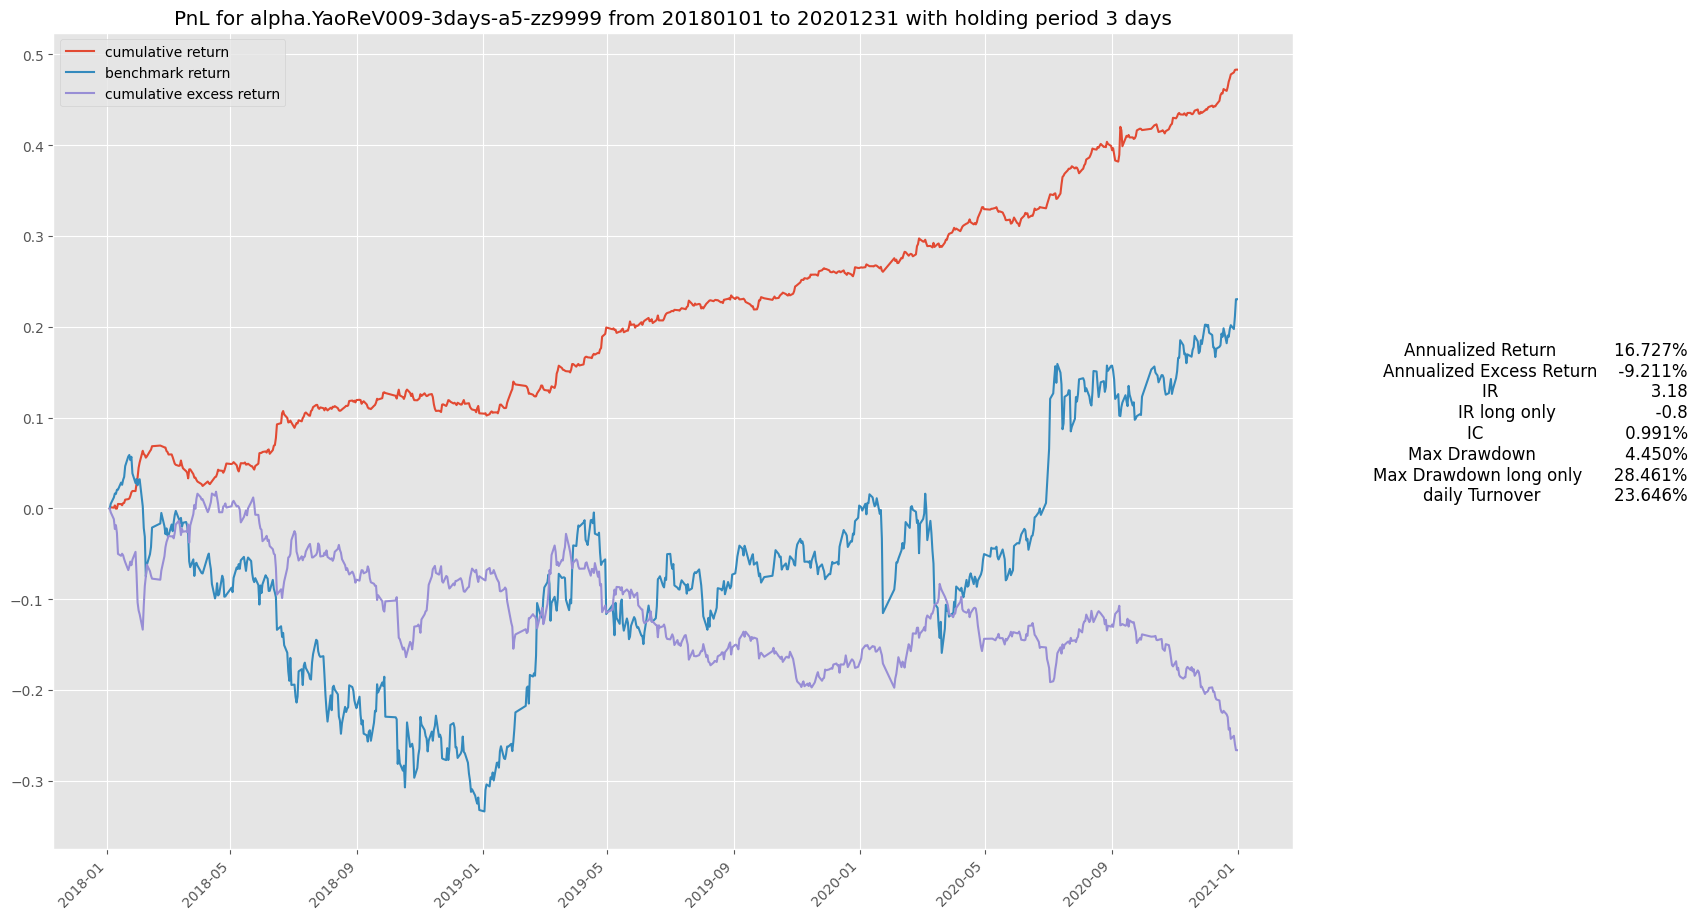 PnL for alpha.YaoReV009-3days-a5-zz9999 from 20180101 to 20201231 with holding period 3 days
cumulative return
benchmark return
cumulative excess return
0.5
0.4
0.3
0.2
0.1
0.0
−0.1
−0.2
−0.3
2018-01
2018-05
2018-09
2019-01
2019-05
2019-09
2020-01
2020-05
2020-09
2021-01
Annualized Return 16.727%
Annualized Excess Return -9.211%
IR 3.18
IR long only -0.8
IC 0.991%
Max Drawdown 4.450%
Max Drawdown long only 28.461%
daily Turnover 23.646%